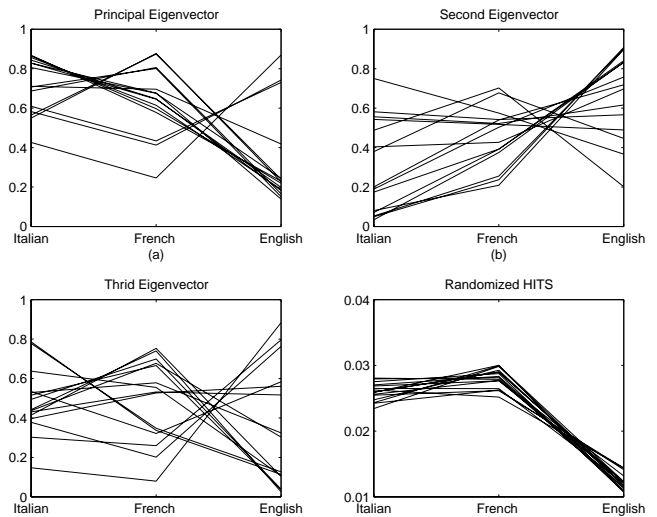 Principal Eigenvector
1
0.8
0.6
0.4
0.2
0
Italian French English
(a)
Second Eigenvector
1
0.8
0.6
0.4
0.2
0
Italian French English
(b)
Thrid Eigenvector
1
0.8
0.6
0.4
0.2
0
Italian French English
Randomized HITS
0.04
0.03
0.02
0.01
Italian French English